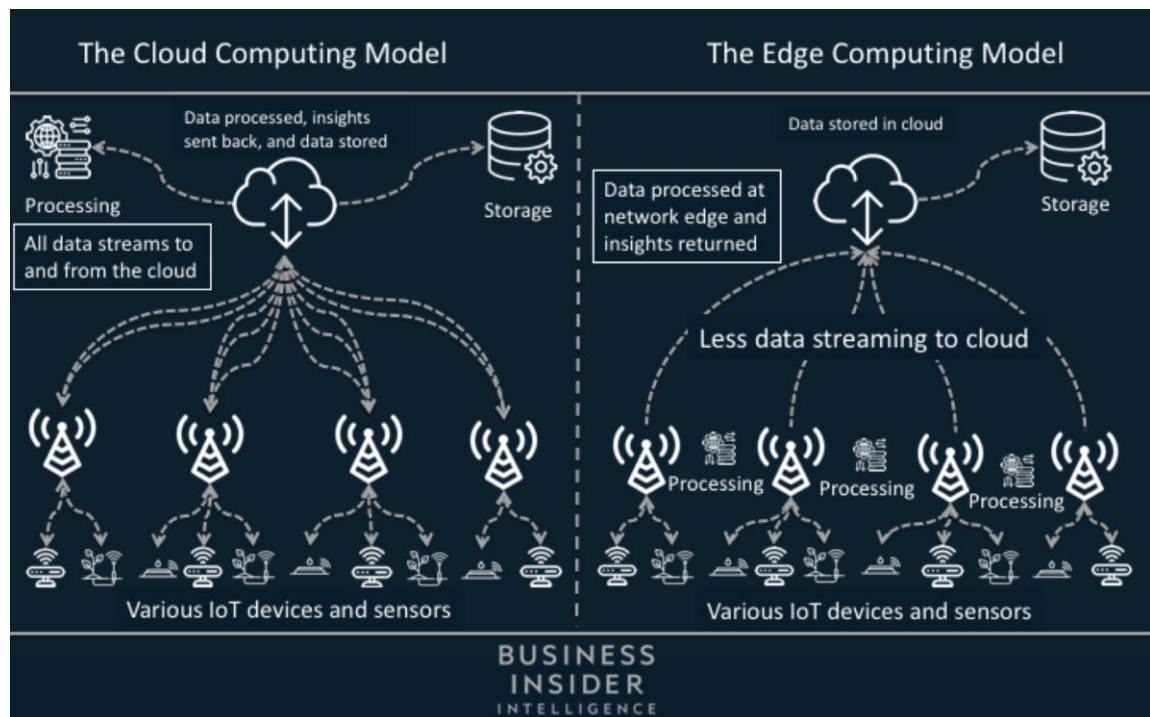 The Cloud Computing Model
Data processed, insights
sent back, and data stored
Processing
Storage
All data streams to
and from the cloud
Various IoT devices and sensors
The Edge Computing Model
Data stored in cloud
Data processed at
network edge and
insights returned
Storage
Less data streaming to cloud
Processing
Processing
Processing
Various IoT devices and sensors
BUSINESS
INSIDER
INTELLIGENCE